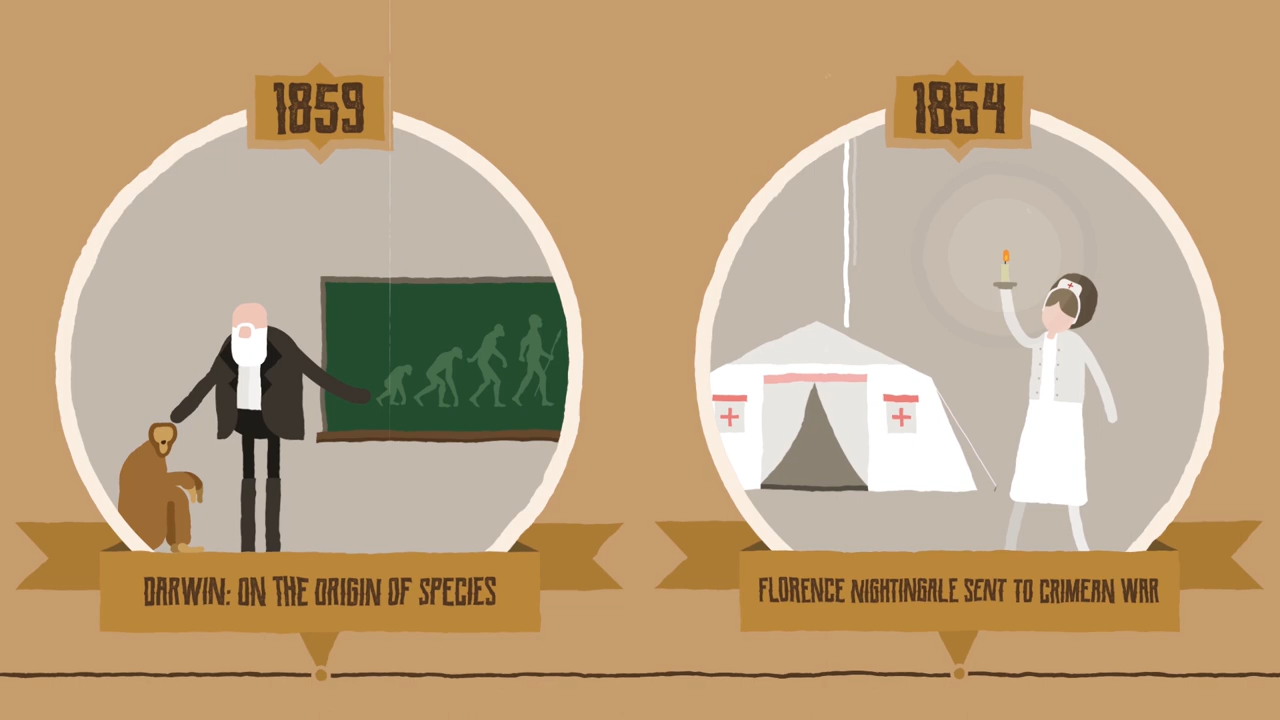 1859
DARWIN: ON THE ORIGIN OF SPECIES
1854
FLORENCE NIGHTINGALE SENT TO CRIMEAN WAR